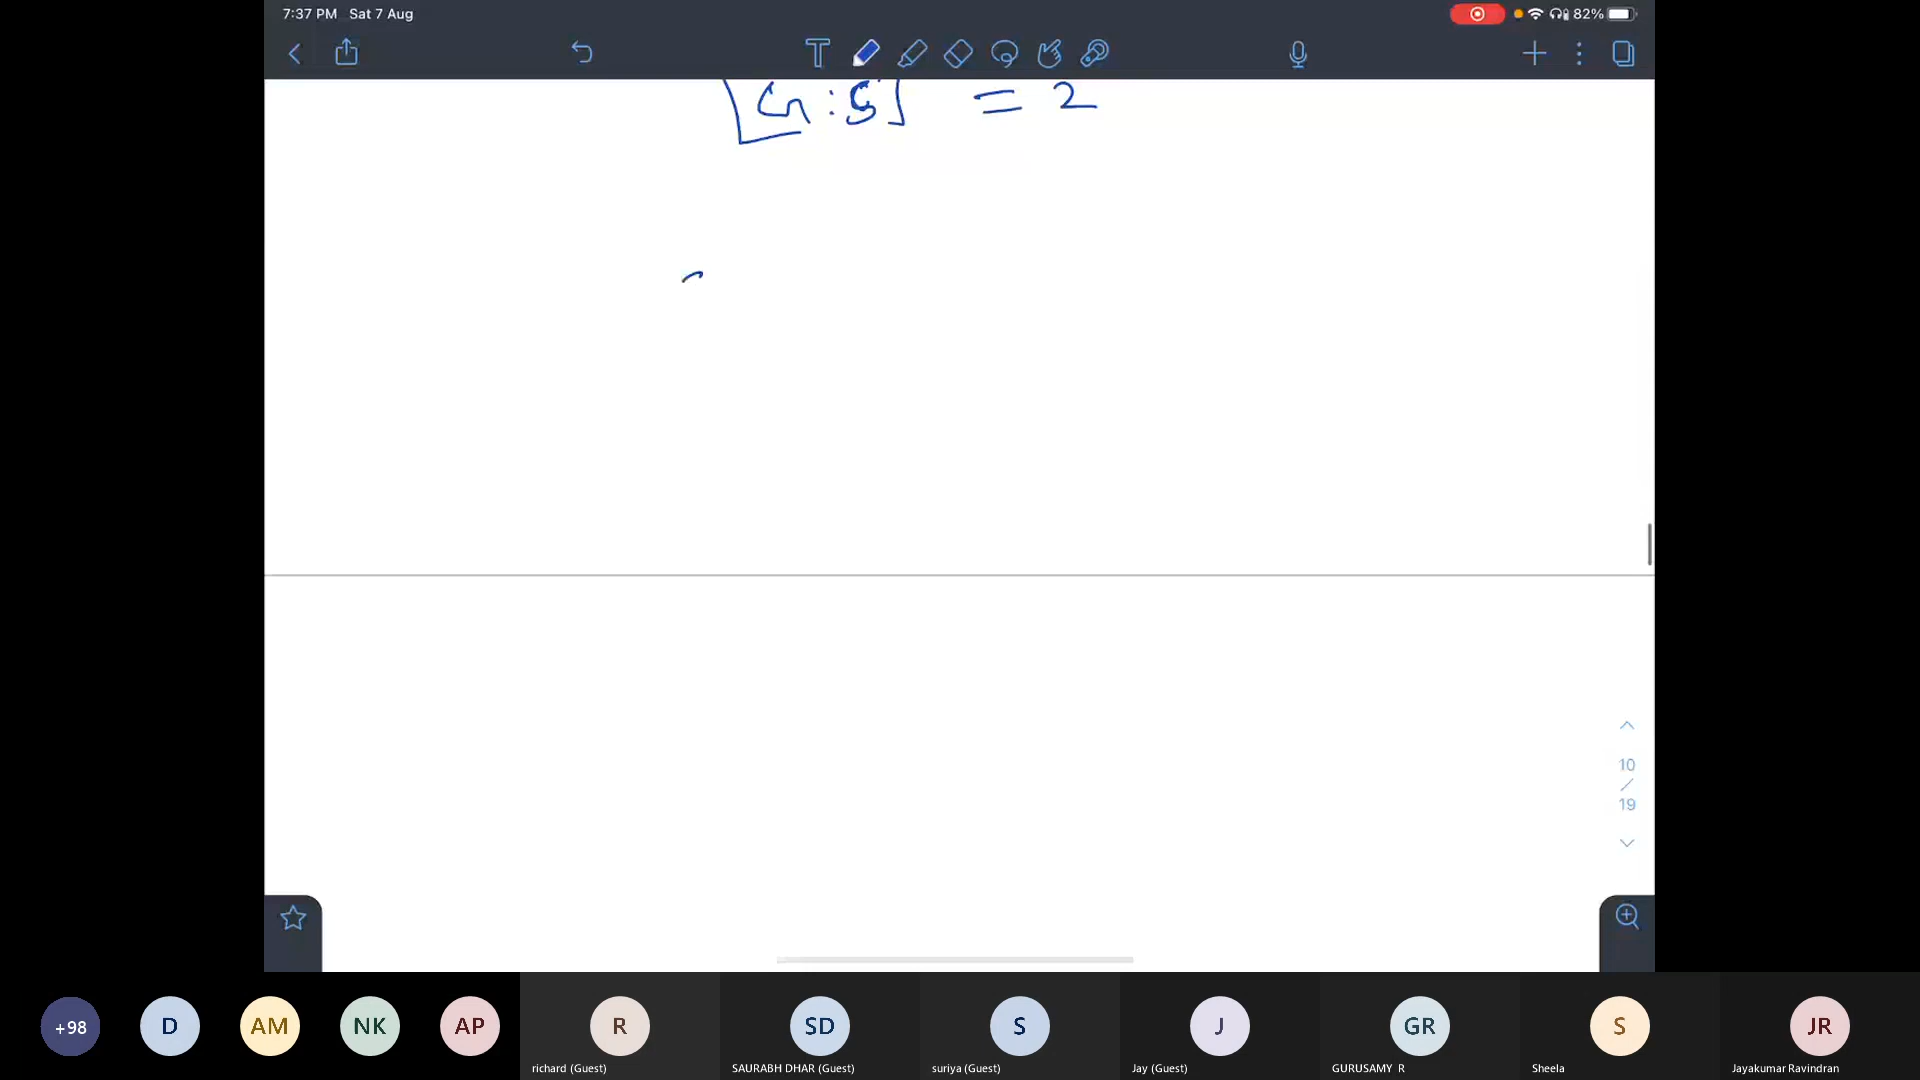 7:37 PM Sat 7 Aug
82%
[G : S] = 2
10
/
19
+98
D
AM
NK
AP
R
SD
S
J
GR
S
JR
richard (Guest)
SAURABH DHAR (Guest)
suriya (Guest)
Jay (Guest)
GURUSAMY R
Sheela
Jayakumar Ravindran